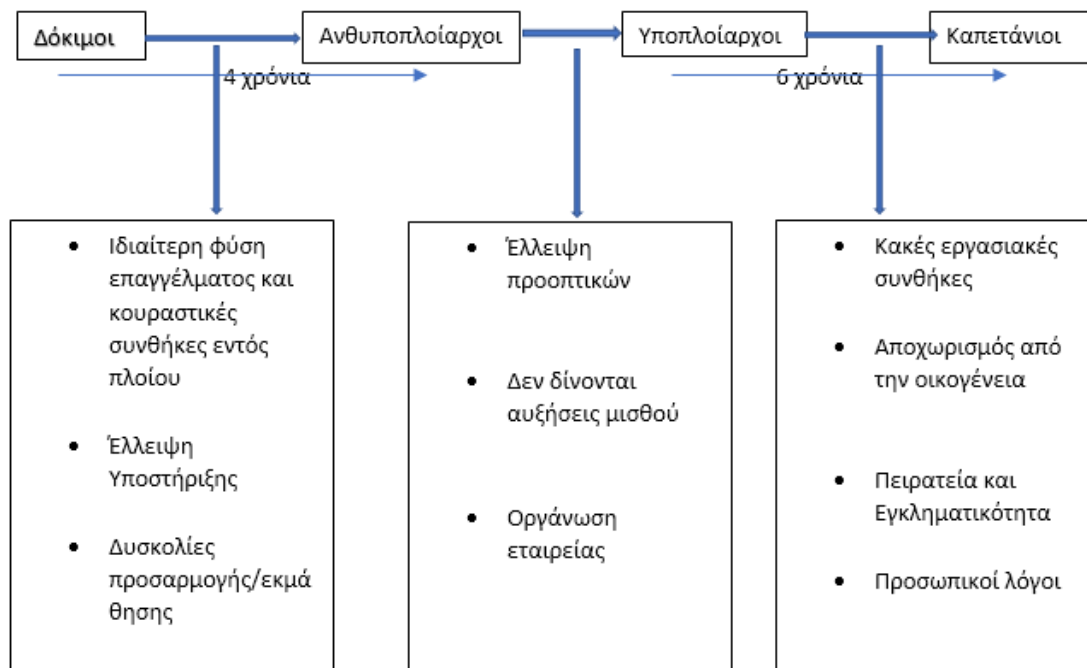 Δόκιμοι
Ανθυποπλοίαρχοι
Υποπλοίαρχοι
Καπετάνιοι
4 χρόνια
6 χρόνια
• Ιδιαίτερη φύση
επαγγέλματος και
κουραστικές
συνθήκες εντός
πλοίου
• Έλλειψη
Υποστήριξης
• Δυσκολίες
προσαρμογής/εκμά
θησης
• Έλλειψη
προοπτικών
• Δεν δίνονται
αυξήσεις μισθού
• Οργάνωση
εταιρείας
• Κακές εργασιακές
συνθήκες
• Αποχωρισμός από
την οικογένεια
• Πειρατεία και
Εγκληματικότητα
• Προσωπικοί λόγοι